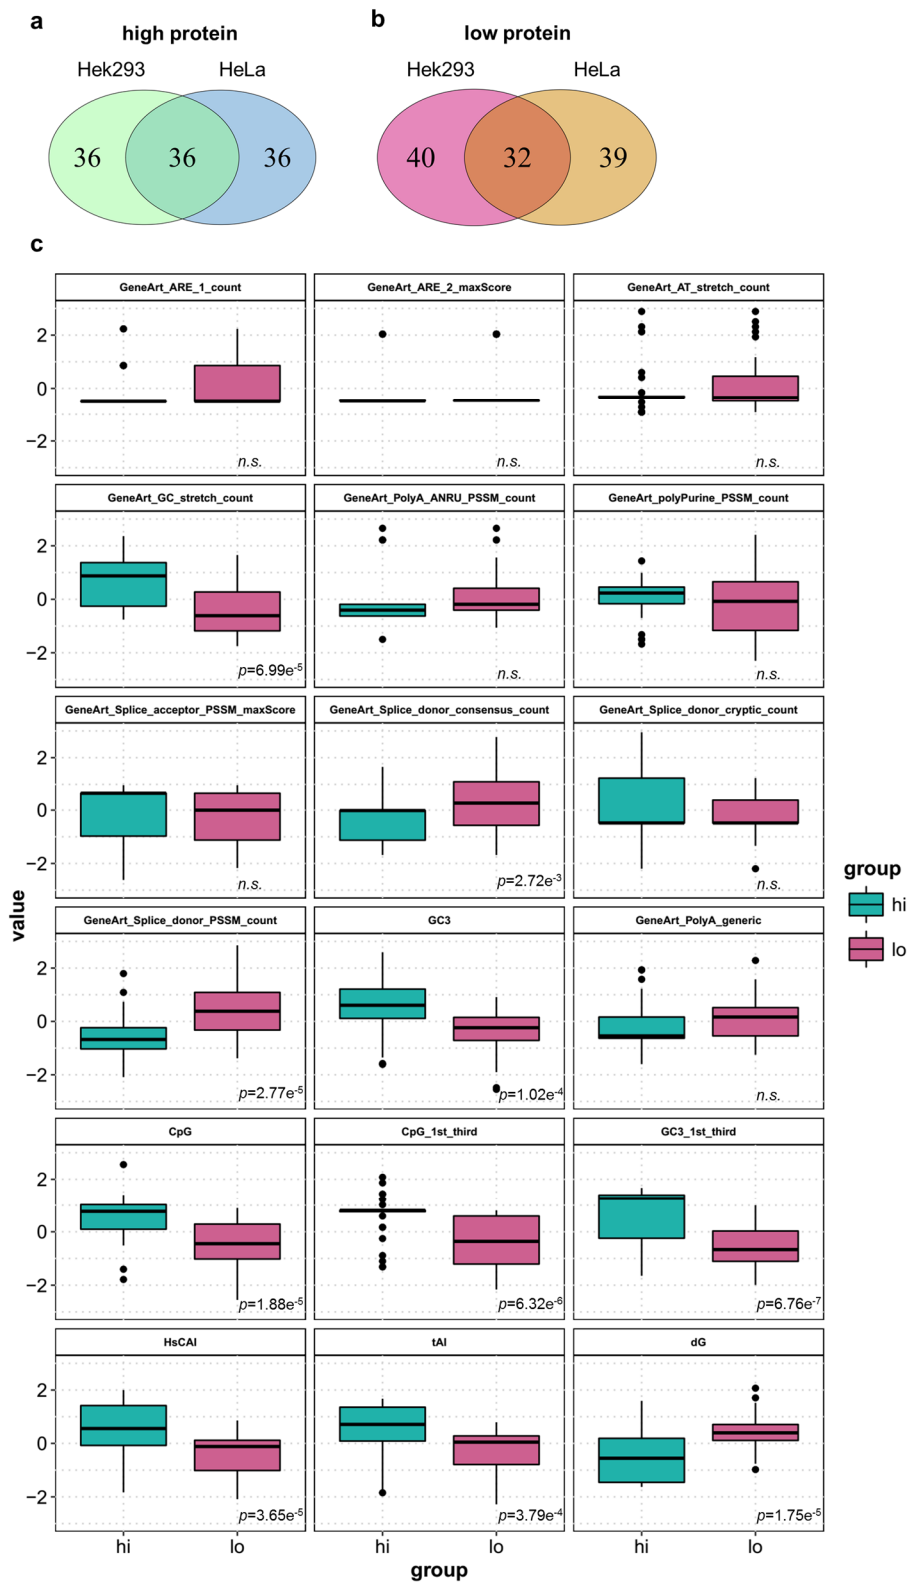 a
b
high protein
low protein
Hek293
HeLa
Hek293
HeLa
36
36
36
40
32
39
c
GeneArt_ARE_1_count
GeneArt_ARE_2_maxScore
GeneArt_AT_stretch_count
2
0
−2
n.s.
n.s.
n.s.
GeneArt_GC_stretch_count
GeneArt_PolyA_ANRU_PSSM_count
GeneArt_polyPurine_PSSM_count
2
0
−2
p=6.99e-5
n.s.
n.s.
GeneArt_Splice_acceptor_PSSM_maxScore
GeneArt_Splice_donor_consensus_count
GeneArt_Splice_donor_cryptic_count
2
0
−2
n.s.
p=2.72e-3
n.s.
GeneArt_Splice_donor_PSSM_count
GC3
GeneArt_PolyA_generic
2
0
−2
p=2.77e-5
p=1.02e-4
n.s.
CpG
CpG_1st_third
GC3_1st_third
2
0
−2
p=1.88e-5
p=6.32e-6
p=6.76e-7
HsCAI
tAI
dG
2
0
−2
p=3.65e-5
p=3.79e-4
p=1.75e-5
hi
lo
hi
lo
hi
lo
group
value
group
hi
lo